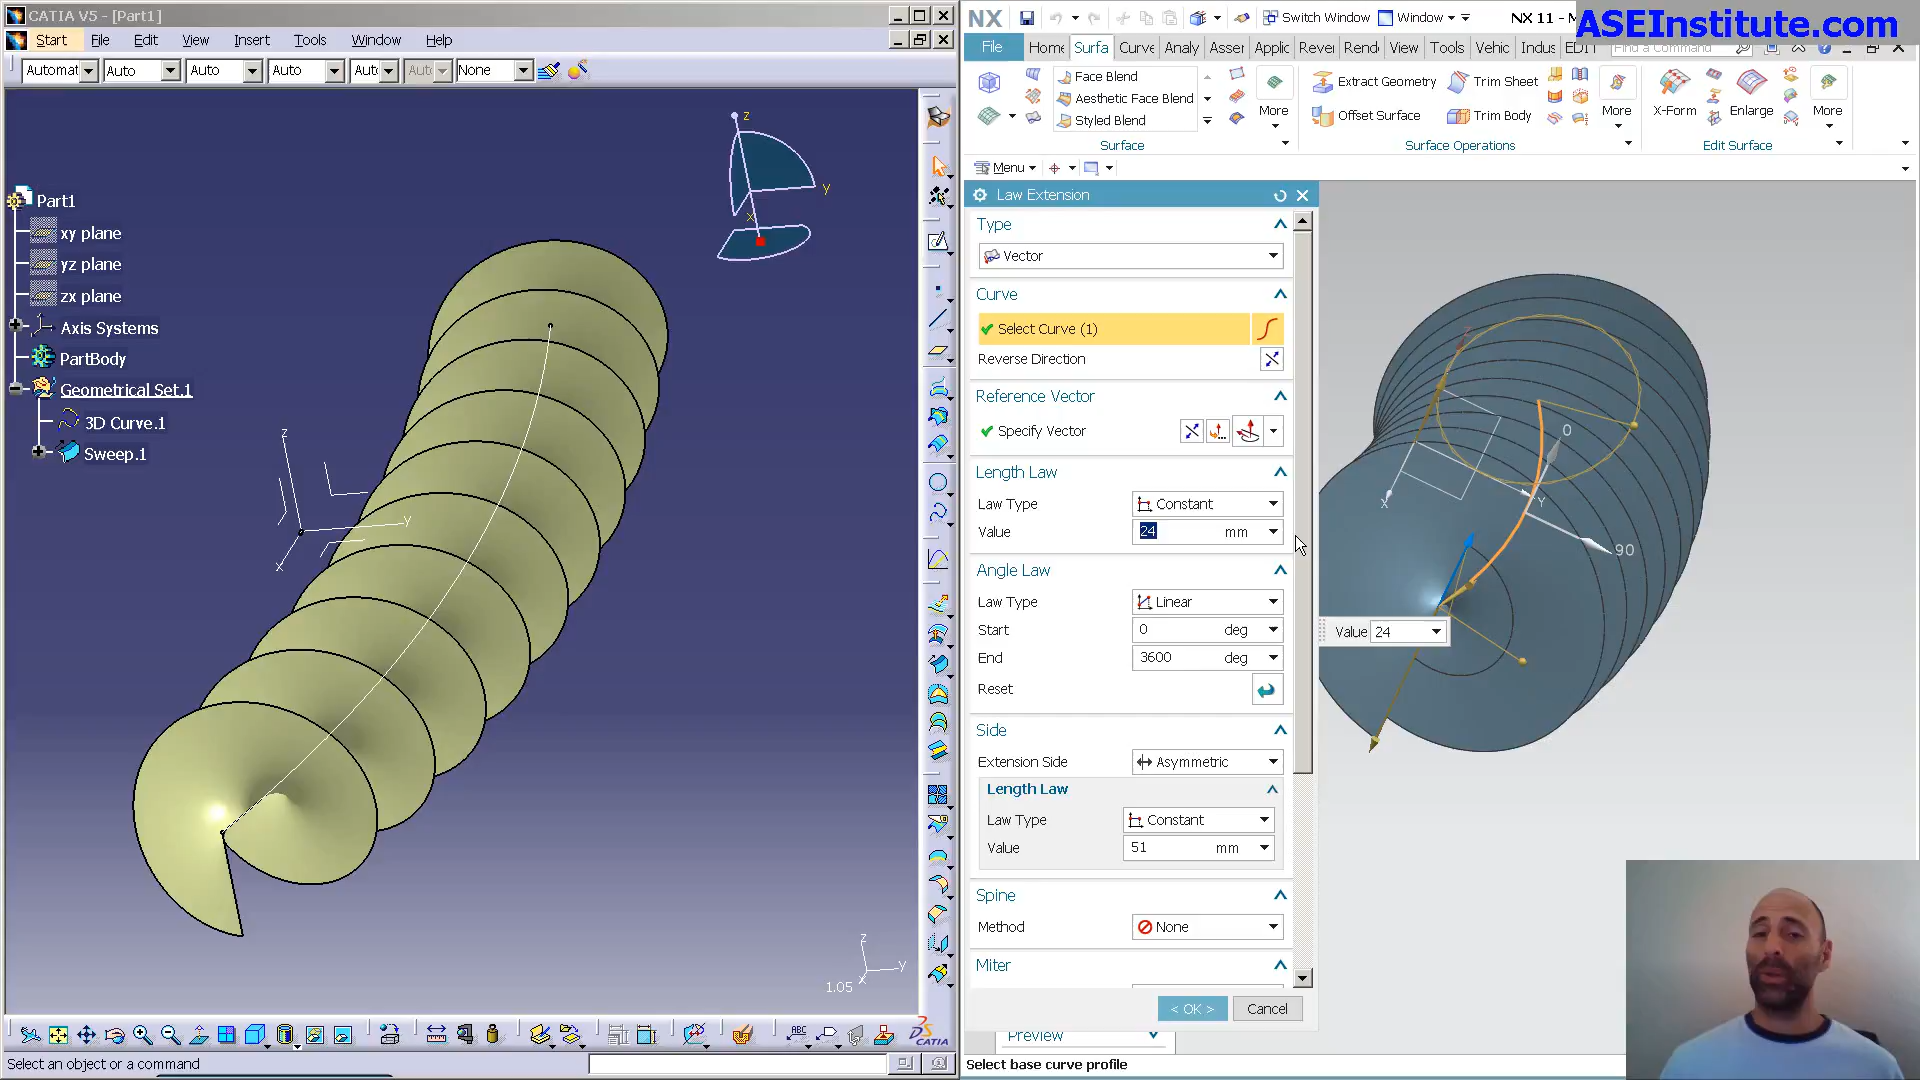 CATIA V5 - [Part1]
Start File Edit View Insert Tools Window Help
Automat Auto Auto Auto Aut None
z
y
x
Part1
xy plane
yz plane
zx plane
Axis Systems
PartBody
Geometrical Set.1
3D Curve.1
Sweep.1
z
y
x
z
y
x
1.05
ABC
CATIA
Select an object or a command
NX
Switch Window
Window
NX 11 - M
ASEInstitute.com
File Home Surfa Curve Analy Asser Applic Revei Rend View Tools Vehic Indus EDIT
Find a Command
Face Blend
Aesthetic Face Blend
Styled Blend
More
Extract Geometry
Trim Sheet
Offset Surface
Trim Body
More
X-Form
Enlarge
More
Surface
Surface Operations
Edit Surface
Menu
Law Extension
Type
Vector
Curve
Select Curve (1)
Reverse Direction
Reference Vector
Specify Vector
Length Law
Law Type Constant
Value 24 mm
Angle Law
Law Type Linear
Start 0 deg
End 3600 deg
Reset
Side
Extension Side Asymmetric
Length Law
Law Type Constant
Value 51 mm
Spine
Method None
Miter
< OK > Cancel
Preview
Select base curve profile
Z
X
Y
0
90
Value 24